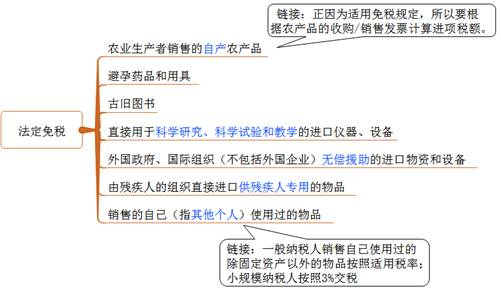 链接：正因为适用免税规定，所以要根
据农产品的收购/销售发票计算进项税额。
农业生产者销售的自产农产品
避孕药品和用具
古旧图书
法定免税
直接用于科学研究、科学试验和教学的进口仪器、设备
外国政府、国际组织（不包括外国企业）无偿援助的进口物资和设备
由残疾人的组织直接进口供残疾人专用的物品
销售的自己（指其他个人）使用过的物品
链接：一般纳税人销售自己使用过的
除固定资产以外的物品按照适用税率；
小规模纳税人按照3%交税